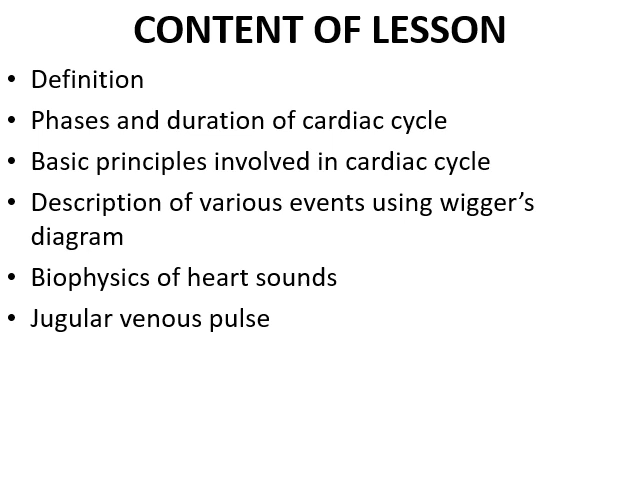 CONTENT OF LESSON
• Definition
• Phases and duration of cardiac cycle
• Basic principles involved in cardiac cycle
• Description of various events using wigger’s
diagram
• Biophysics of heart sounds
• Jugular venous pulse